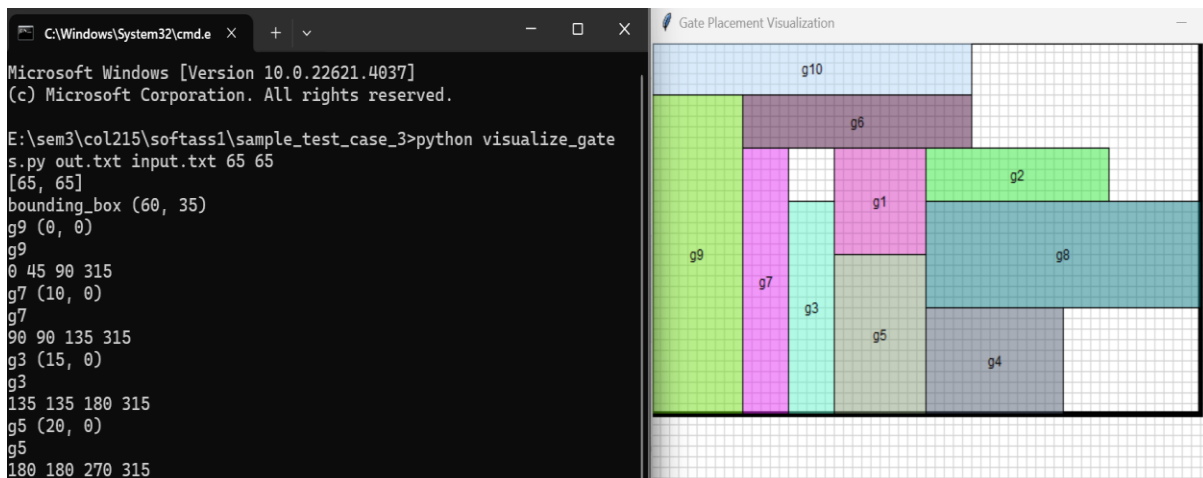 C:\Windows\System32\cmd.e
Microsoft Windows [Version 10.0.22621.4037]
(c) Microsoft Corporation. All rights reserved.
E:\sem3\col215\softass1\sample_test_case_3>python visualize_gate
s.py out.txt input.txt 65 65
[65, 65]
bounding_box (60, 35)
g9 (0, 0)
g9
0 45 90 315
g7 (10, 0)
g7
90 90 135 315
g3 (15, 0)
g3
135 135 180 315
g5 (20, 0)
g5
180 180 270 315
Gate Placement Visualization
g10
g6
g2
g1
g9
g8
g7
g3
g5
g4